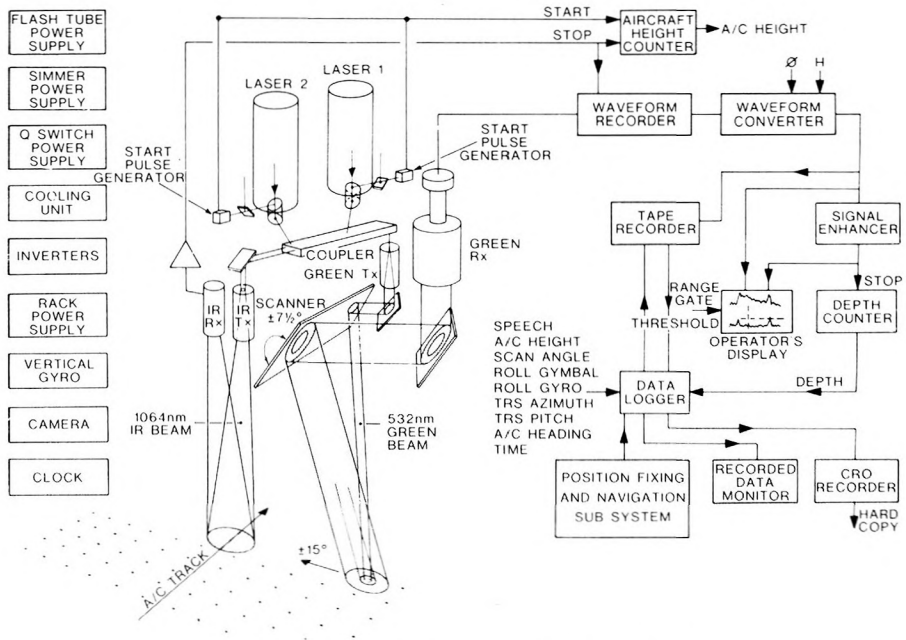 FLASH TUBE
POWER
SUPPLY
SIMMER
POWER
SUPPLY
Q SWITCH
POWER
SUPPLY
COOLING
UNIT
INVERTERS
RACK
POWER
SUPPLY
VERTICAL
GYRO
CAMERA
CLOCK
START
STOP
AIRCRAFT
HEIGHT
COUNTER
A/C HEIGHT
LASER 2
LASER 1
START
PULSE
GENERATOR
START
PULSE
GENERATOR
WAVEFORM
RECORDER
Ø
H
WAVEFORM
CONVERTER
COUPLER
GREEN Tx
GREEN
Rx
IR
Rx
IR
Tx
SCANNER
±7½°
TAPE
RECORDER
SIGNAL
ENHANCER
RANGE
GATE
THRESHOLD
OPERATOR'S
DISPLAY
STOP
DEPTH
COUNTER
DEPTH
SPEECH
A/C HEIGHT
SCAN ANGLE
ROLL GYMBAL
ROLL GYRO
TRS AZIMUTH
TRS PITCH
A/C HEADING
TIME
DATA
LOGGER
1064nm
IR BEAM
532nm
GREEN
BEAM
POSITION FIXING
AND NAVIGATION
SUB SYSTEM
RECORDED
DATA
MONITOR
CRO
RECORDER
HARD
COPY
±15°
A/C TRACK